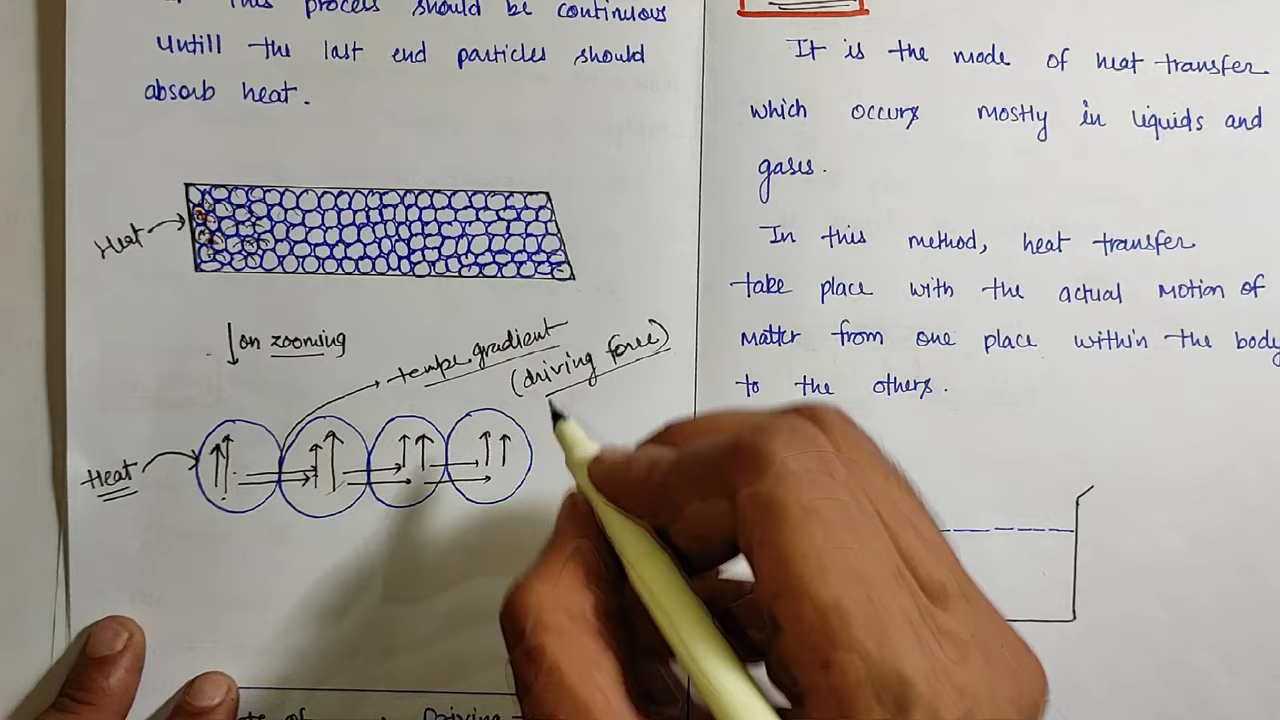 This process should be continuous
Untill the last end particles should
absorb heat.
Heat
on zooming
tempe gradient
(driving force)
Heat
Driving
It is the mode of heat transfer
which occurs mostly in liquids and
gases.
In this method, heat transfer
take place with the actual motion of
matter from one place within the body
to the others.